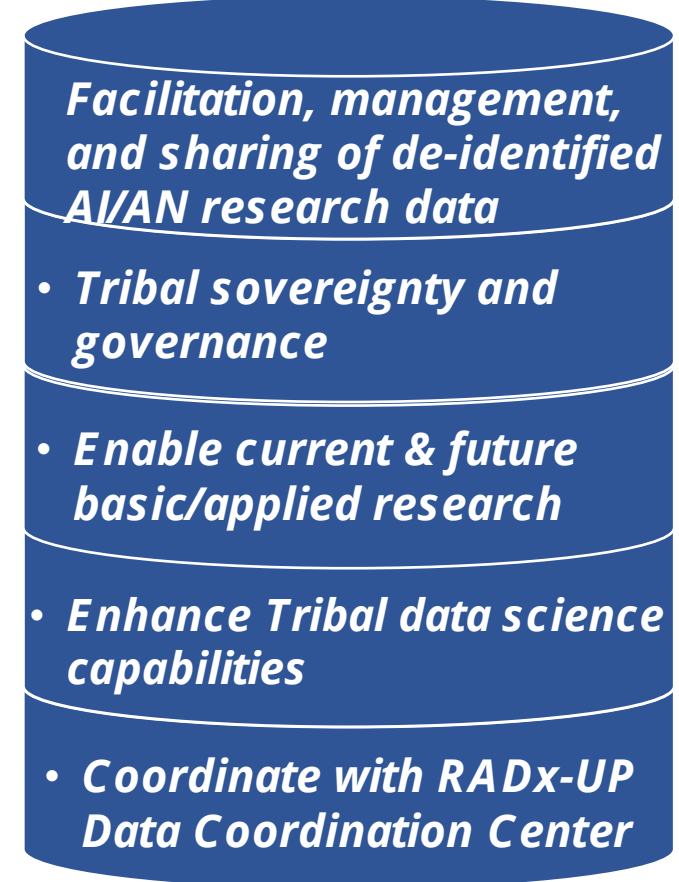 Facilitation, management,
and sharing of de-identified
AI/AN research data
• Tribal sovereignty and
governance
• Enable current & future
basic/applied research
• Enhance Tribal data science
capabilities
• Coordinate with RADx-UP
Data Coordination Center